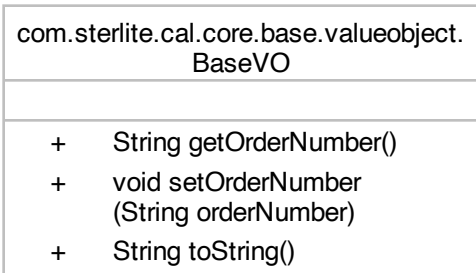 com.sterlite.cal.core.base.valueobject.
BaseVO
+ String getOrderNumber()
+ void setOrderNumber
(String orderNumber)
+ String toString()